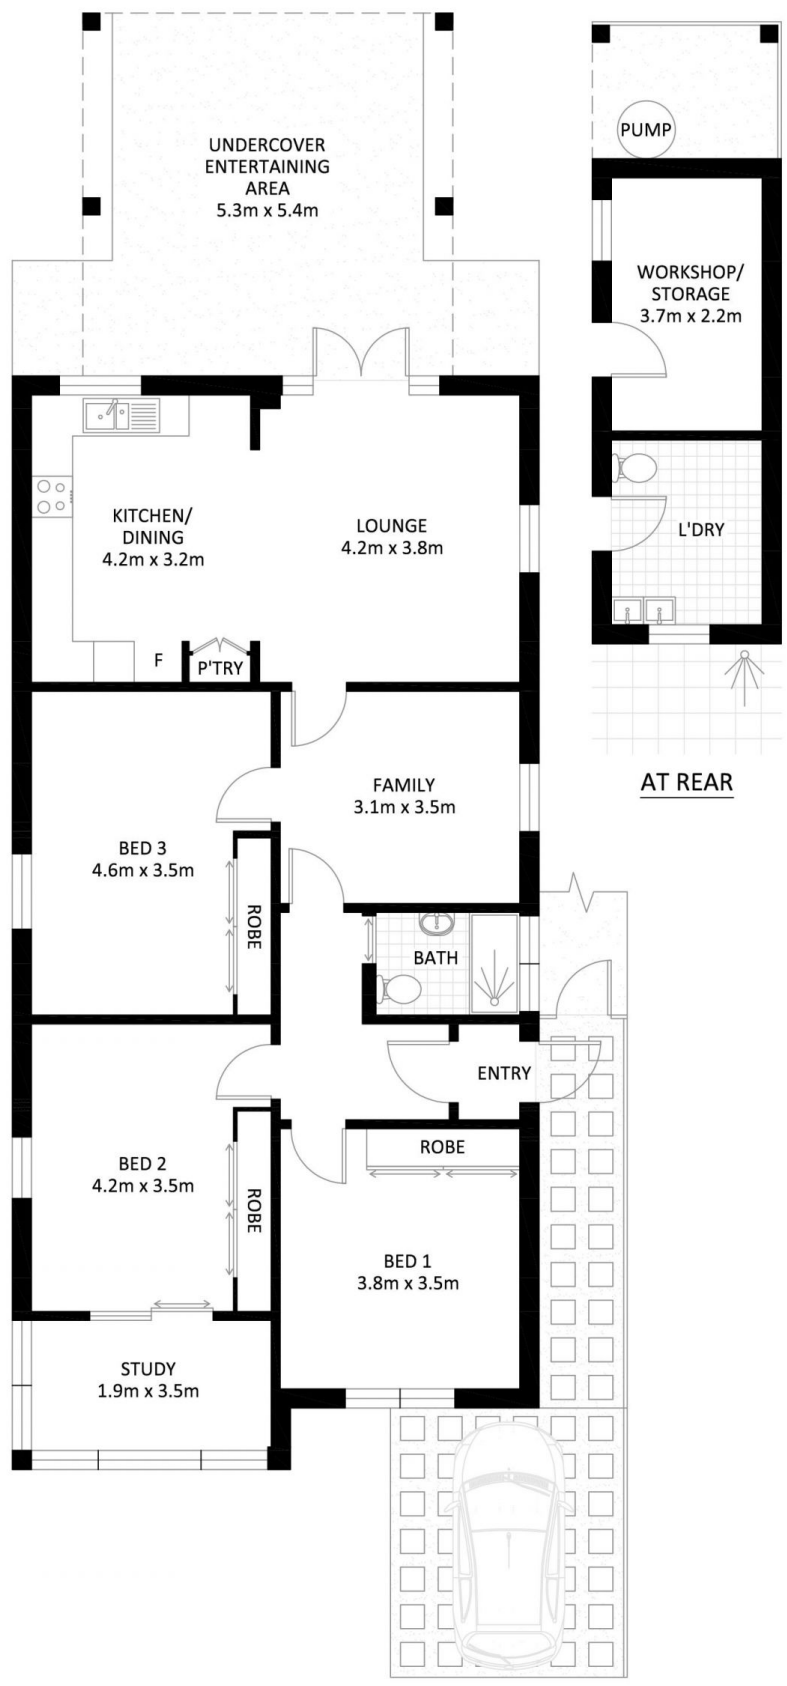 UNDERCOVER
ENTERTAINING
AREA
5.3m x 5.4m
PUMP
WORKSHOP/
STORAGE
3.7m x 2.2m
L'DRY
AT REAR
KITCHEN/
DINING
4.2m x 3.2m
LOUNGE
4.2m x 3.8m
F
P'TRY
FAMILY
3.1m x 3.5m
BED 3
4.6m x 3.5m
ROBE
BATH
ENTRY
BED 2
4.2m x 3.5m
ROBE
ROBE
BED 1
3.8m x 3.5m
STUDY
1.9m x 3.5m